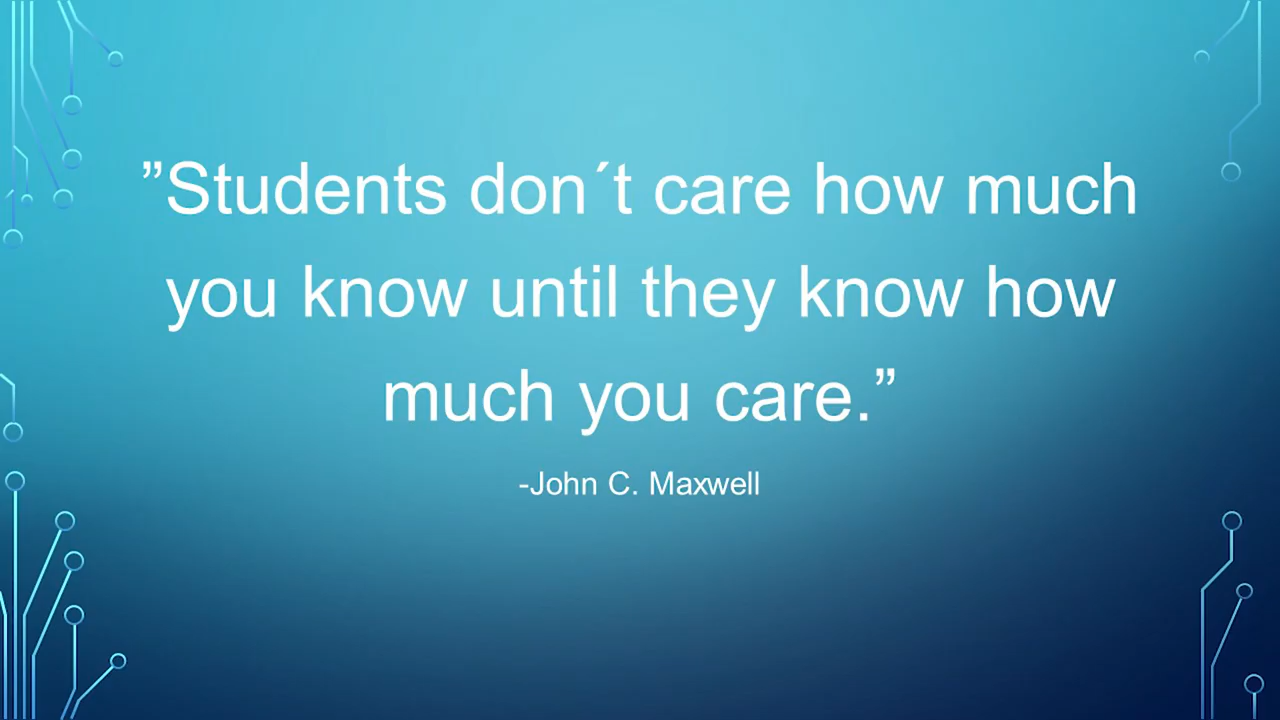 ”Students don´t care how much
you know until they know how
much you care.”
-John C. Maxwell